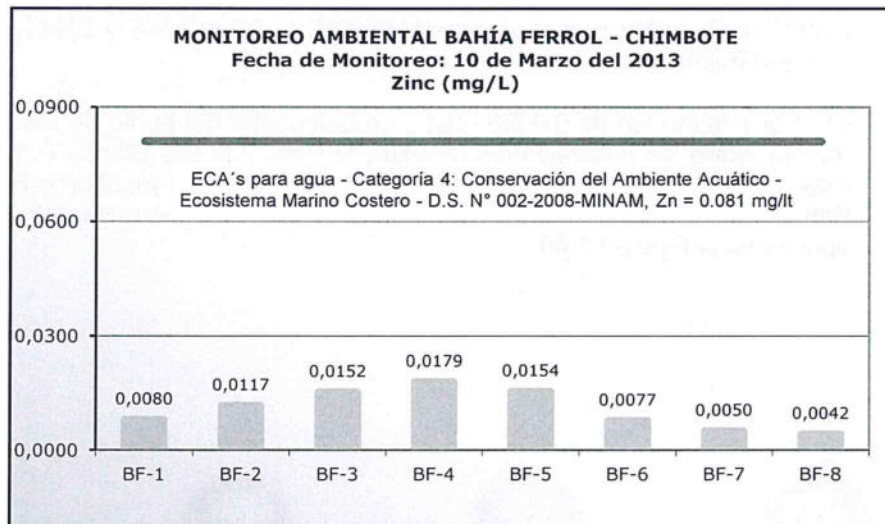 MONITOREO AMBIENTAL BAHÍA FERROL - CHIMBOTE
Fecha de Monitoreo: 10 de Marzo del 2013
Zinc (mg/L)
0,0900
ECA´s para agua - Categoría 4: Conservación del Ambiente Acuático -
Ecosistema Marino Costero - D.S. N° 002-2008-MINAM, Zn = 0.081 mg/lt
0,0600
0,0300
0,0080 0,0117 0,0152 0,0179 0,0154 0,0077 0,0050 0,0042
0,0000
BF-1 BF-2 BF-3 BF-4 BF-5 BF-6 BF-7 BF-8